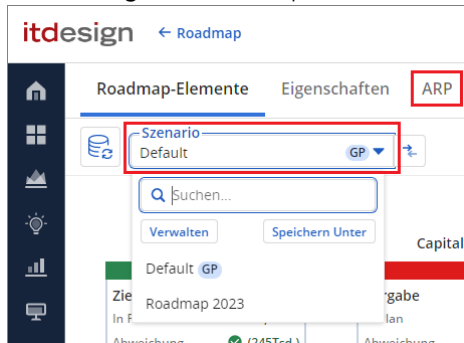 itdesign ← Roadmap
Roadmap-Elemente Eigenschaften ARP
Szenario
Default GP
Suchen...
Verwalten Speichern Unter
Capital
Default GP
Roadmap 2023
Zie
rgabe
In F
lan
Abweichung (245Tsd.) Abweichung